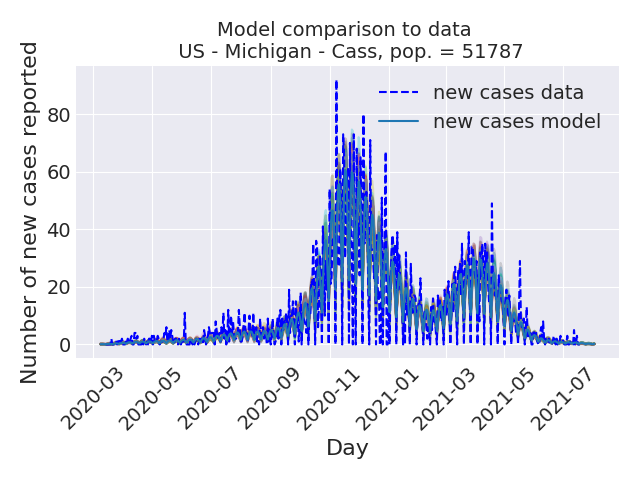 Model comparison to data
US - Michigan - Cass, pop. = 51787
new cases data
new cases model
Number of new cases reported
80
60
40
20
0
2020-03
2020-05
2020-07
2020-09
2020-11
2021-01
2021-03
2021-05
2021-07
Day